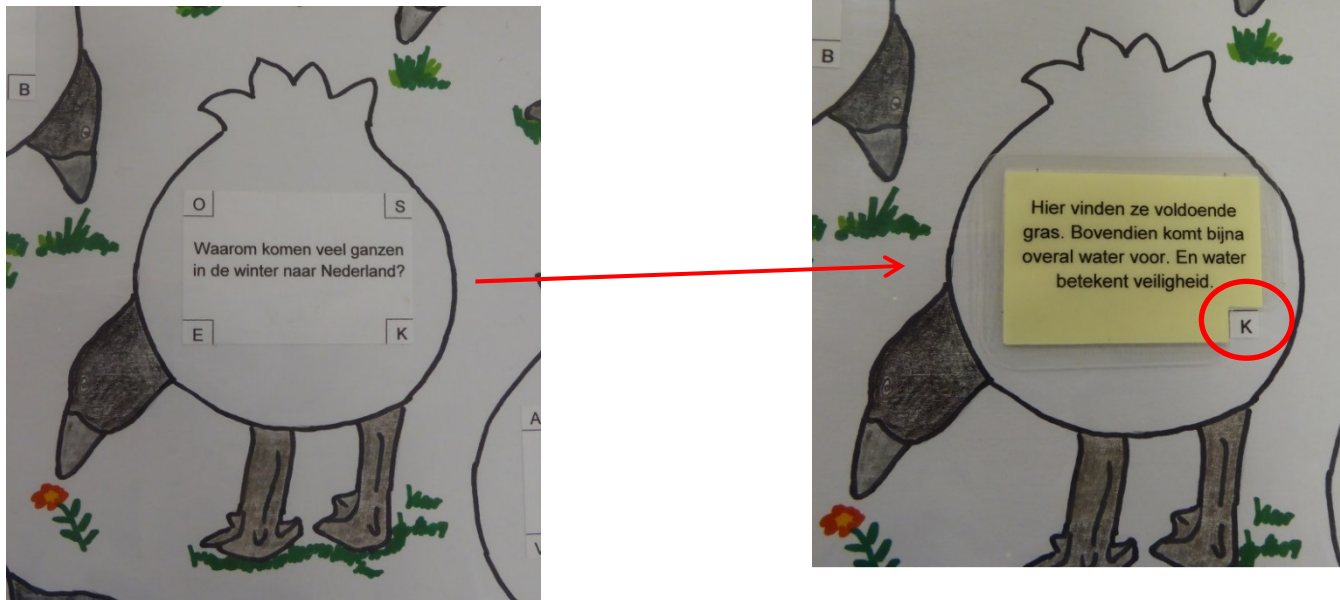 B
O S
Waarom komen veel ganzen
in de winter naar Nederland?
E K
A
B
Hier vinden ze voldoende
gras. Bovendien komt bijna
overal water voor. En water
betekent veiligheid.
K